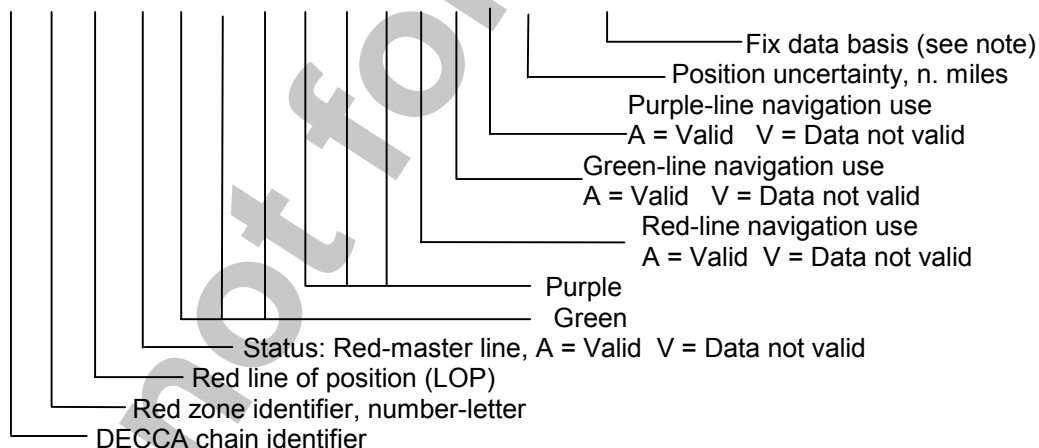 Fix data basis (see note)
Position uncertainty, n. miles
Purple-line navigation use
A = Valid V = Data not valid
Green-line navigation use
A = Valid V = Data not valid
Red-line navigation use
A = Valid V = Data not valid
Purple
Green
Status: Red-master line, A = Valid V = Data not valid
Red line of position (LOP)
Red zone identifier, number-letter
DECCA chain identifier
not for